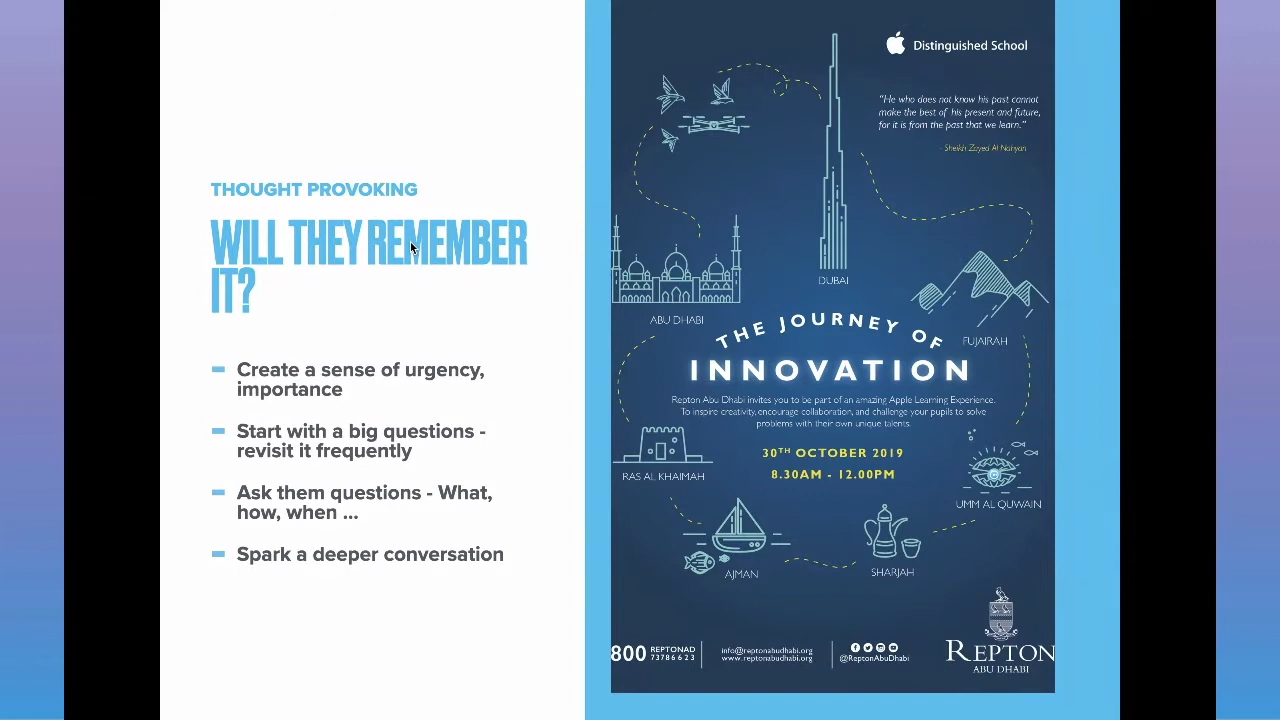 THOUGHT PROVOKING
WILL THEY REMEMBER
IT?
Create a sense of urgency,
importance
Start with a big questions -
revisit it frequently
Ask them questions - What,
how, when ...
Spark a deeper conversation
Distinguished School
"He who does not know his past cannot
make the best of his present and future,
for it is from the past that we learn."
- Sheikh Zayed Al Nahyan
DUBAI
ABU DHABI
FUJAIRAH
THE JOURNEY OF
INNOVATION
Repton Abu Dhabi invites you to be part of an amazing Apple Learning Experience.
To inspire creativity, encourage collaboration, and challenge your pupils to solve
problems with their own unique talents.
30TH OCTOBER 2019
8.30AM - 12.00PM
RAS AL KHAIMAH
UMM AL QUWAIN
AJMAN
SHARJAH
800 REPTONAD
73786623
info@reptonabudhabi.org
www.reptonabudhabi.org
@ReptonAbuDhabi
REPTON
ABU DHABI